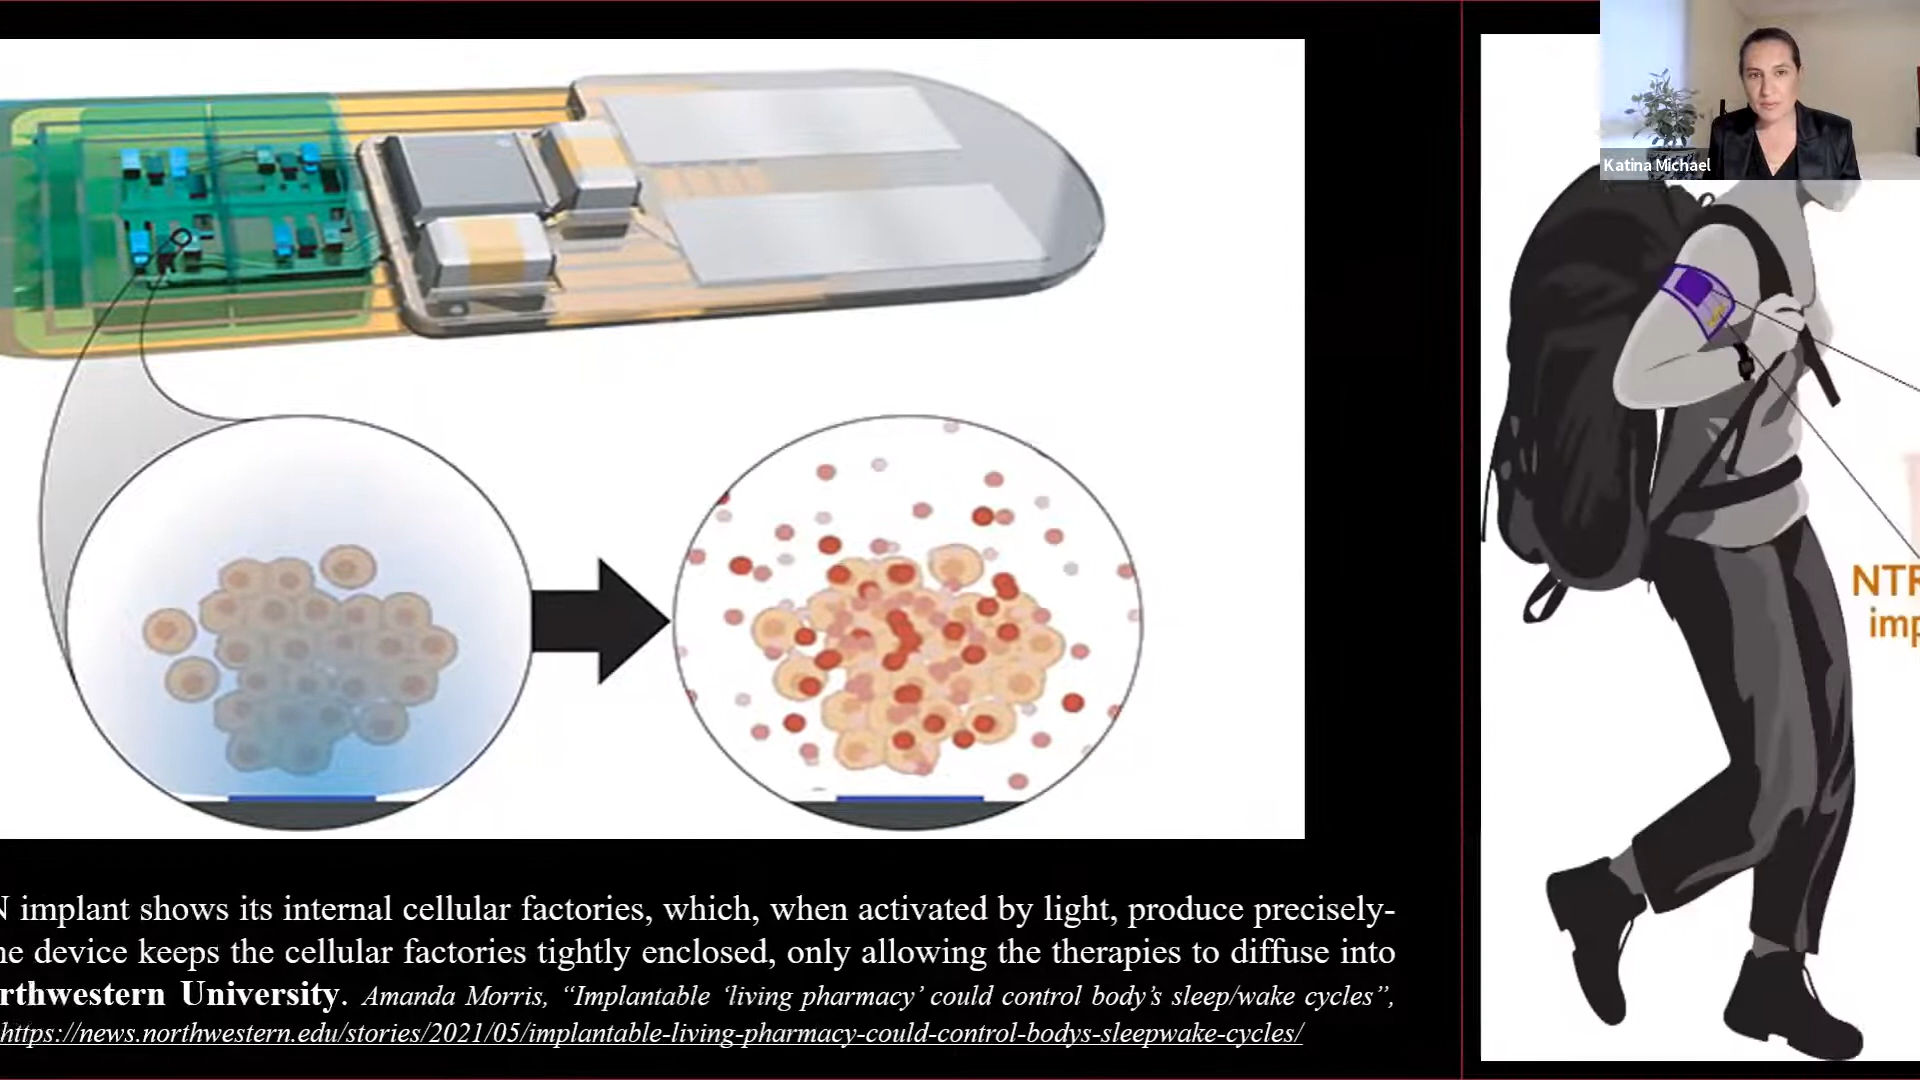 Katina Michael
NTR
imp
N implant shows its internal cellular factories, which, when activated by light, produce precisely-
he device keeps the cellular factories tightly enclosed, only allowing the therapies to diffuse into
rthwestern University. Amanda Morris, “Implantable ‘living pharmacy’ could control body’s sleep/wake cycles”,
https://news.northwestern.edu/stories/2021/05/implantable-living-pharmacy-could-control-bodys-sleepwake-cycles/